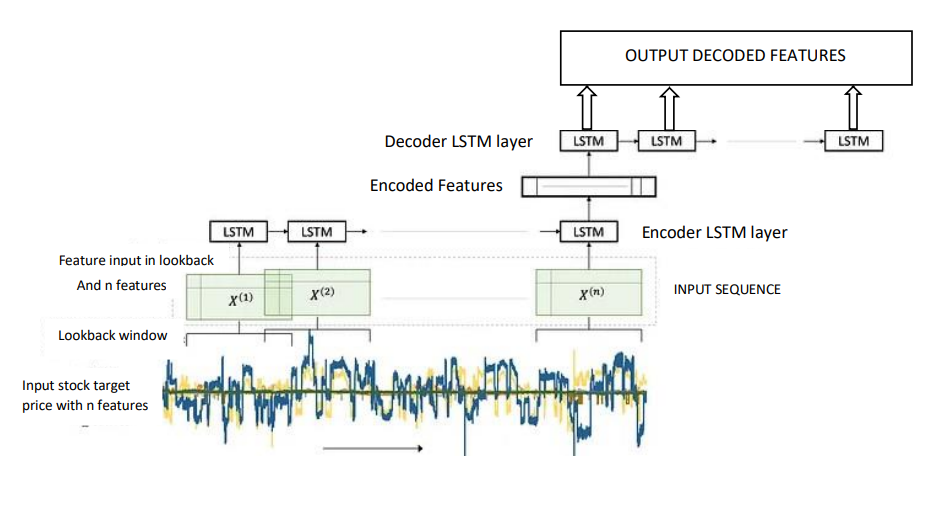 OUTPUT DECODED FEATURES
Decoder LSTM layer
LSTM
LSTM
LSTM
Encoded Features
LSTM
LSTM
LSTM
Encoder LSTM layer
Feature input in lookback
And n features
X⁽¹⁾
X⁽²⁾
X⁽ⁿ⁾
INPUT SEQUENCE
Lookback window
Input stock target
price with n features